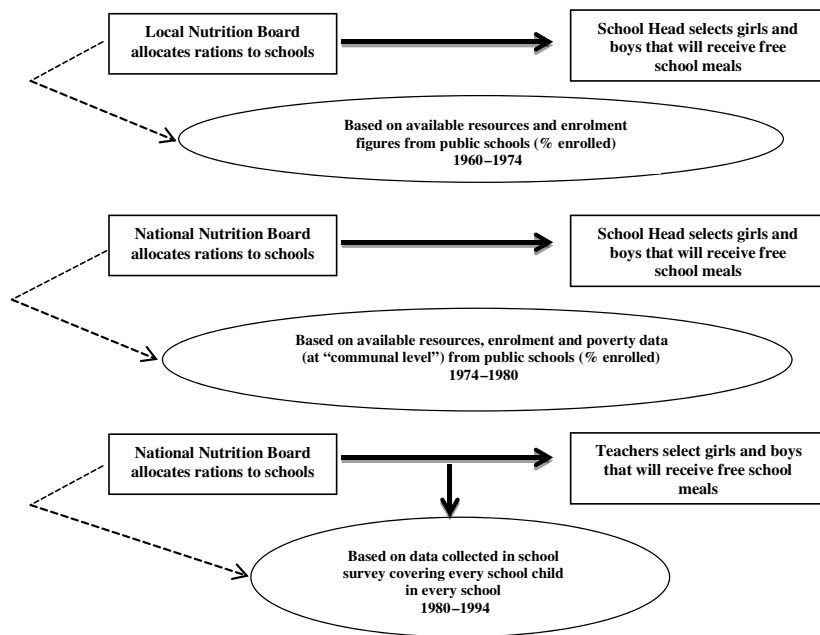 Local Nutrition Board
allocates rations to schools
School Head selects girls and
boys that will receive free
school meals
Based on available resources and enrolment
figures from public schools (% enrolled)
1960–1974
National Nutrition Board
allocates rations to schools
School Head selects girls and
boys that will receive free
school meals
Based on available resources, enrolment and poverty data
(at “communal level”) from public schools (% enrolled)
1974–1980
National Nutrition Board
allocates rations to schools
Teachers select girls and boys
that will receive free school
meals
Based on data collected in school
survey covering every school child
in every school
1980–1994